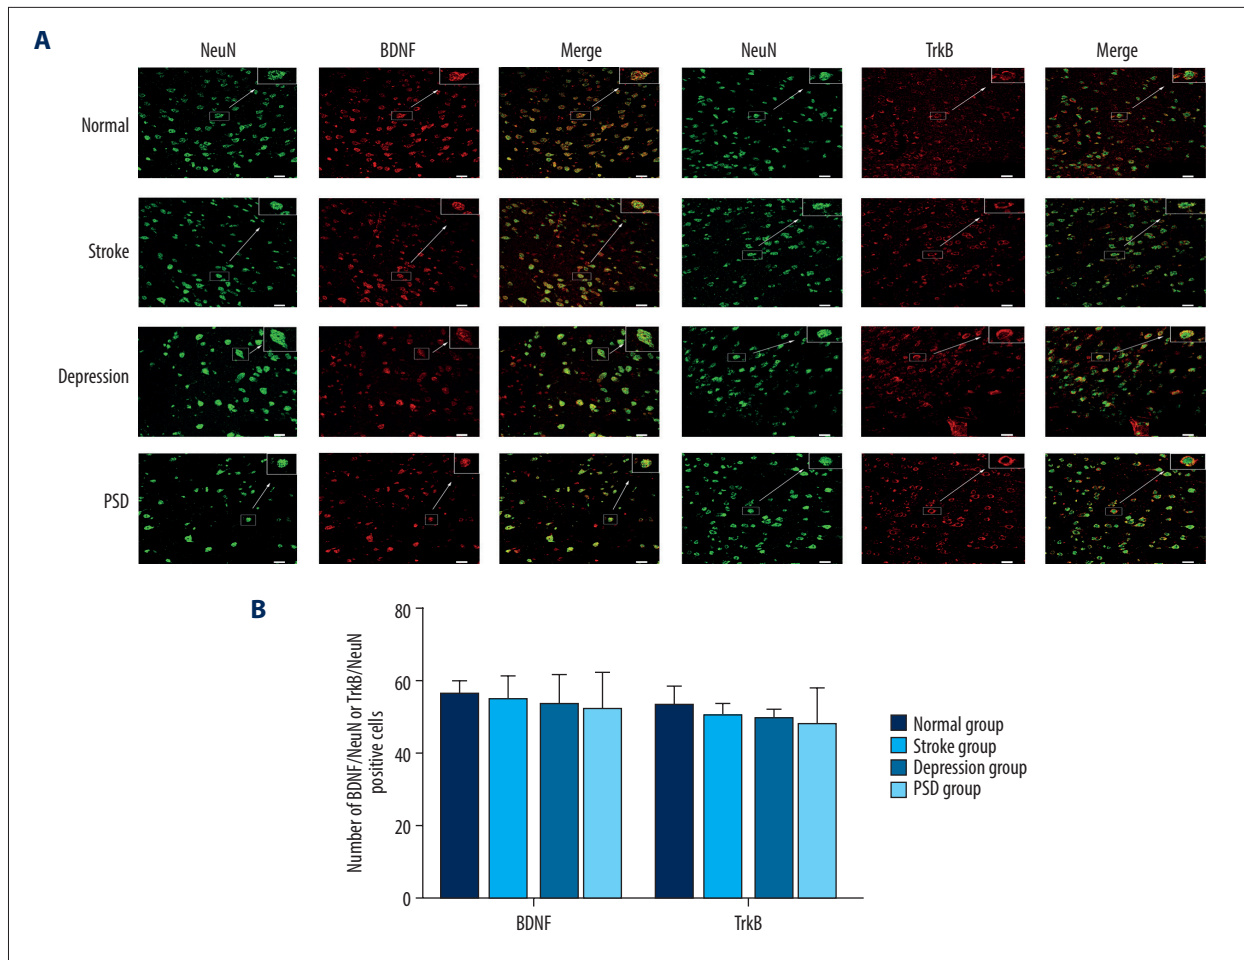 A
NeuN BDNF Merge NeuN TrkB Merge
Normal
Stroke
Depression
PSD
B
Number of BDNF/NeuN or TrkB/NeuN
positive cells
80
60
40
20
0
BDNF TrkB
Normal group
Stroke group
Depression group
PSD group